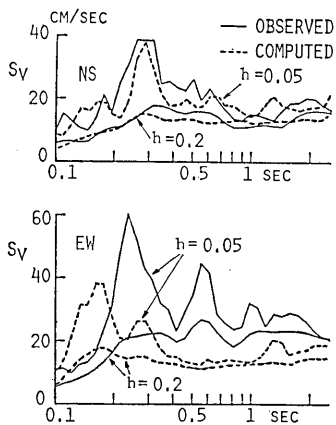 CM/SEC
OBSERVED
COMPUTED
40
SV
NS
h=0.05
20
h=0.2
0
0.1
0.5
1 SEC
60
SV
EW
h=0.05
40
20
h=0.2
0
0.1
0.5
1 SEC